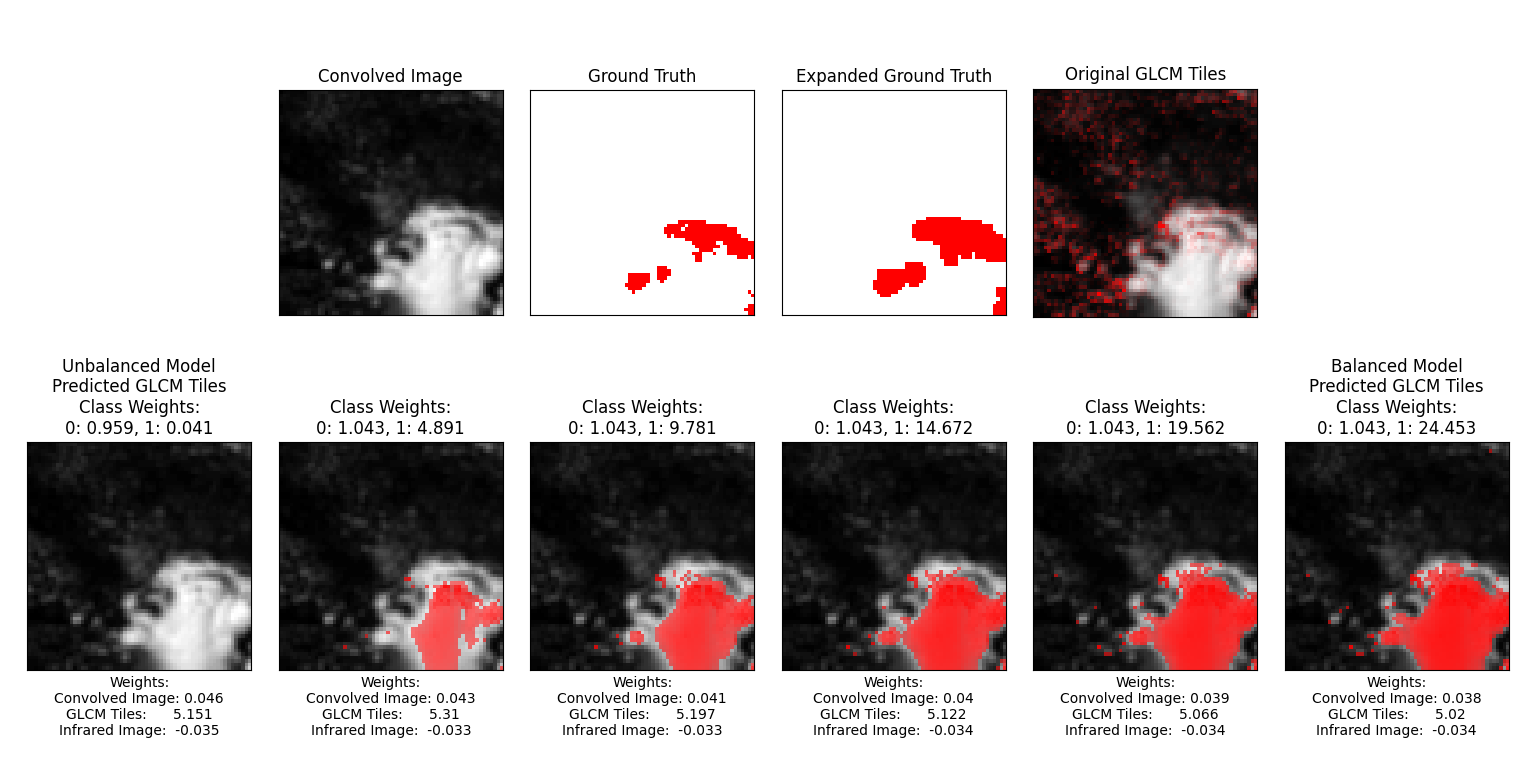 Convolved Image
Ground Truth
Expanded Ground Truth
Original GLCM Tiles
Unbalanced Model
Predicted GLCM Tiles
Class Weights:
0: 0.959, 1: 0.041
Class Weights:
0: 1.043, 1: 4.891
Class Weights:
0: 1.043, 1: 9.781
Class Weights:
0: 1.043, 1: 14.672
Class Weights:
0: 1.043, 1: 19.562
Balanced Model
Predicted GLCM Tiles
Class Weights:
0: 1.043, 1: 24.453
Weights:
Convolved Image: 0.046
GLCM Tiles: 5.151
Infrared Image: -0.035
Weights:
Convolved Image: 0.043
GLCM Tiles: 5.31
Infrared Image: -0.033
Weights:
Convolved Image: 0.041
GLCM Tiles: 5.197
Infrared Image: -0.033
Weights:
Convolved Image: 0.04
GLCM Tiles: 5.122
Infrared Image: -0.034
Weights:
Convolved Image: 0.039
GLCM Tiles: 5.066
Infrared Image: -0.034
Weights:
Convolved Image: 0.038
GLCM Tiles: 5.02
Infrared Image: -0.034